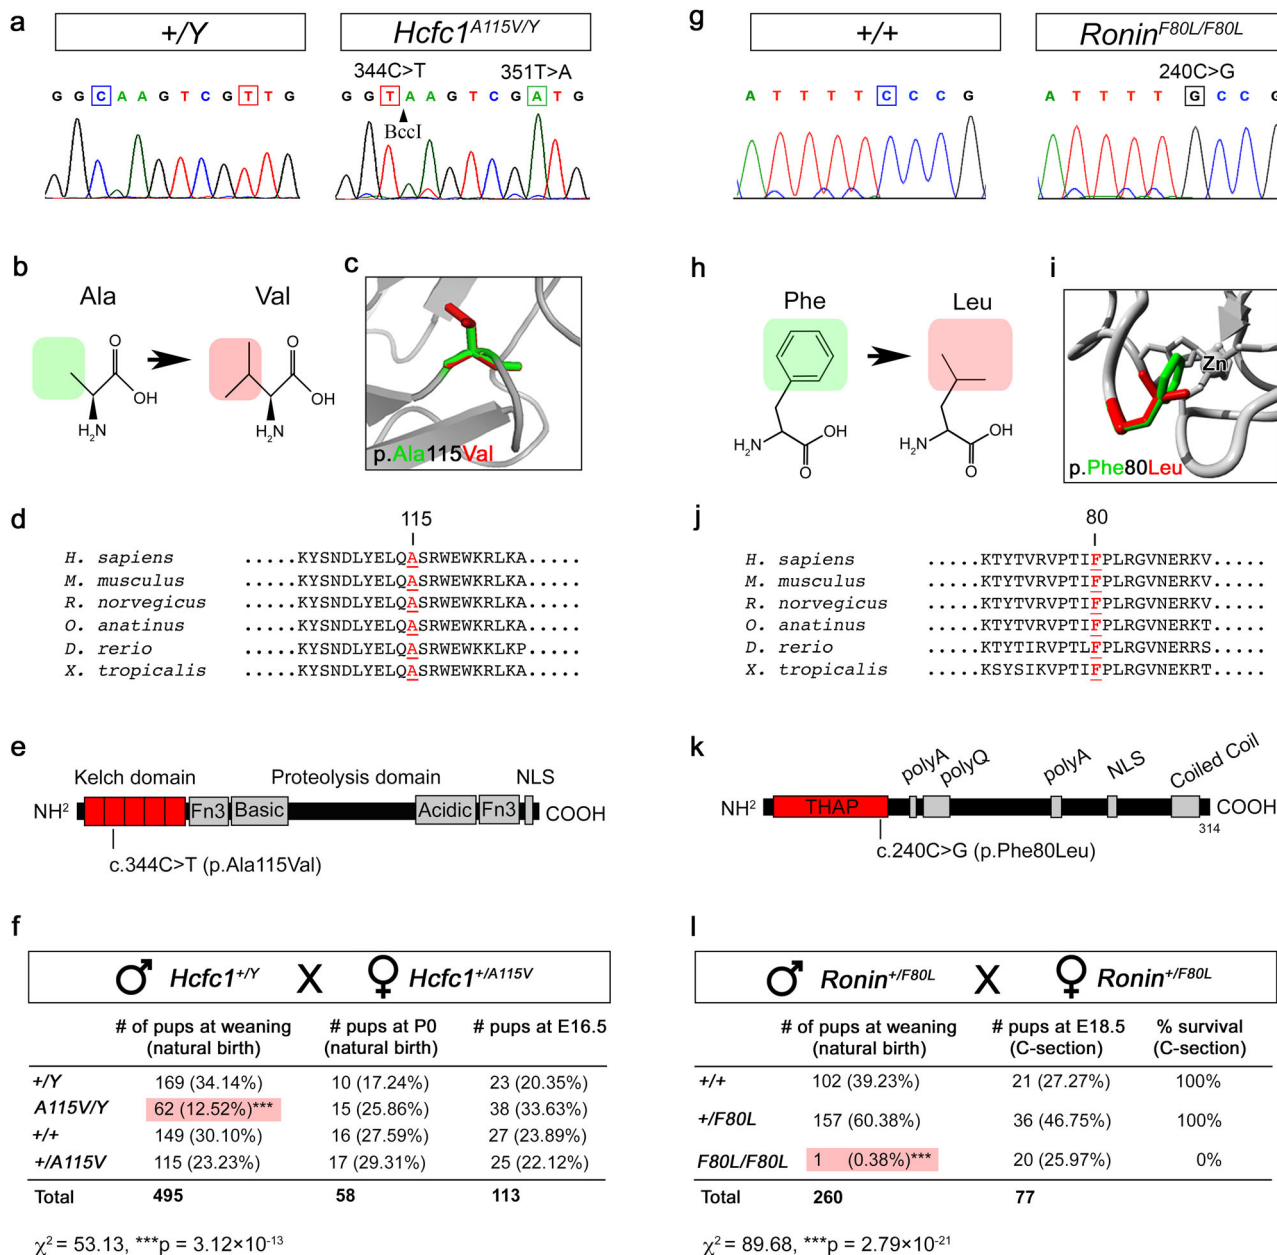 a
+/Y
Hcfc1A115V/Y
344C>T 351T>A
G G C A A G T C G T T G
G G T A A G T C G A T G
BccI
b
Ala
Val
O
OH
H2N
O
OH
H2N
c
p.Ala115Val
d
115
H. sapiens .....KYSNDLYELQASRWEWKRLKA.....
M. musculus .....KYSNDLYELQASRWEWKRLKA.....
R. norvegicus .....KYSNDLYELQASRWEWKRLKA.....
O. anatinus .....KYSNDLYELQASRWEWKRLKA.....
D. rerio .....KYSNDLYELQASRWEWKKLKP.....
X. tropicalis .....KYSNDLYELQASRWEWKRLKA.....
e
Kelch domain Proteolysis domain NLS
NH2 Fn3 Basic Acidic Fn3 COOH
c.344C>T (p.Ala115Val)
f
♂ Hcfc1+/Y X ♀ Hcfc1+/A115V
# of pups at weaning # pups at P0 # pups at E16.5
(natural birth) (natural birth)
+/Y 169 (34.14%) 10 (17.24%) 23 (20.35%)
A115V/Y 62 (12.52%)*** 15 (25.86%) 38 (33.63%)
+/+ 149 (30.10%) 16 (27.59%) 27 (23.89%)
+/A115V 115 (23.23%) 17 (29.31%) 25 (22.12%)
Total 495 58 113
χ2 = 53.13, ***p = 3.12×10-13
g
+/+
RoninF80L/F80L
240C>G
A T T T T C C C G
A T T T T G C C G
h
Phe
Leu
H2N
OH
O
H2N
OH
O
i
Zn
p.Phe80Leu
j
80
H. sapiens .....KTYTVRVPTIFPLRGVNERKV.....
M. musculus .....KTYTVRVPTIFPLRGVNERKV.....
R. norvegicus .....KTYTVRVPTIFPLRGVNERKV.....
O. anatinus .....KTYTVRVPTIFPLRGVNERKT.....
D. rerio .....KTYTVRVPTLFPLRGVNERRS.....
X. tropicalis .....KSYSIKVPTIFPLRGVNEKRT.....
k
polyA polyQ polyA NLS Coiled Coil
NH2 THAP COOH
314
c.240C>G (p.Phe80Leu)
l
♂ Ronin+/F80L X ♀ Ronin+/F80L
# of pups at weaning # pups at E18.5 % survival
(natural birth) (C-section) (C-section)
+/+ 102 (39.23%) 21 (27.27%) 100%
+/F80L 157 (60.38%) 36 (46.75%) 100%
F80L/F80L 1 (0.38%)*** 20 (25.97%) 0%
Total 260 77
χ2 = 89.68, ***p = 2.79×10-21